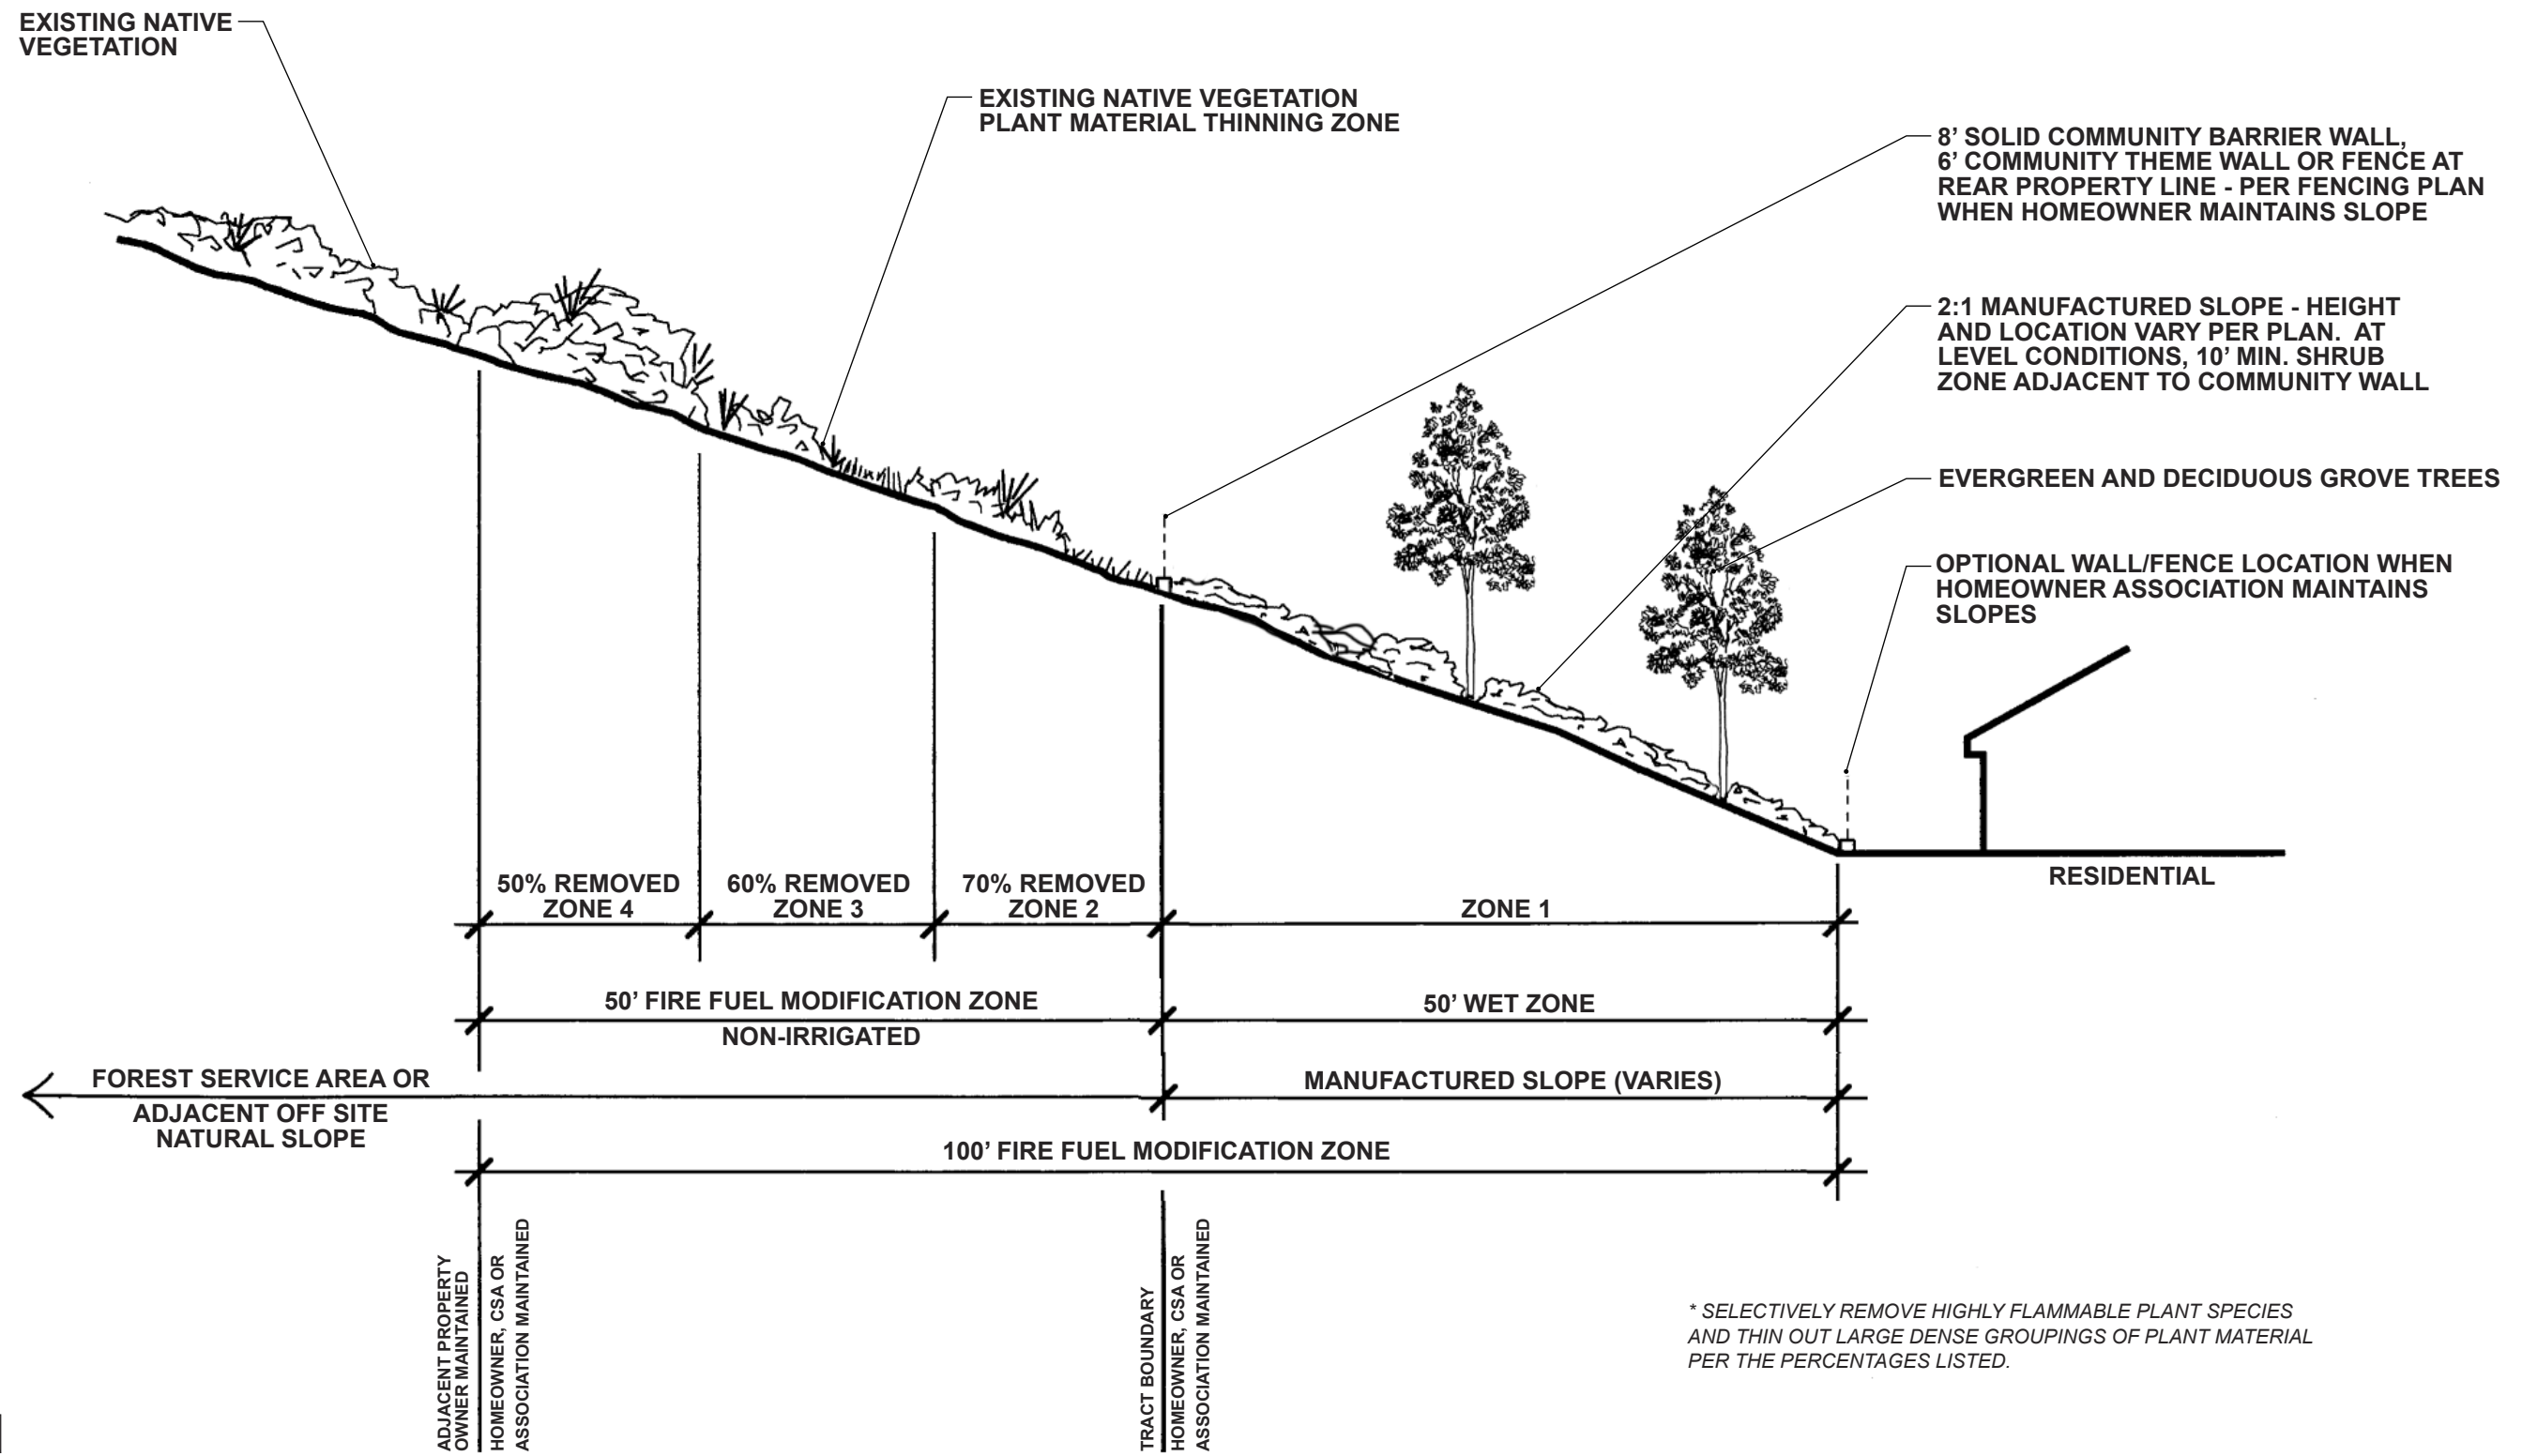 EXISTING NATIVE
VEGETATION
EXISTING NATIVE VEGETATION
PLANT MATERIAL THINNING ZONE
8’ SOLID COMMUNITY BARRIER WALL,
6’ COMMUNITY THEME WALL OR FENCE AT
REAR PROPERTY LINE - PER FENCING PLAN
WHEN HOMEOWNER MAINTAINS SLOPE
2:1 MANUFACTURED SLOPE - HEIGHT
AND LOCATION VARY PER PLAN. AT
LEVEL CONDITIONS, 10’ MIN. SHRUB
ZONE ADJACENT TO COMMUNITY WALL
EVERGREEN AND DECIDUOUS GROVE TREES
OPTIONAL WALL/FENCE LOCATION WHEN
HOMEOWNER ASSOCIATION MAINTAINS
SLOPES
RESIDENTIAL
50% REMOVED
ZONE 4
60% REMOVED
ZONE 3
70% REMOVED
ZONE 2
ZONE 1
50’ FIRE FUEL MODIFICATION ZONE
NON-IRRIGATED
50’ WET ZONE
FOREST SERVICE AREA OR
ADJACENT OFF SITE
NATURAL SLOPE
MANUFACTURED SLOPE (VARIES)
100’ FIRE FUEL MODIFICATION ZONE
ADJACENT PROPERTY
OWNER MAINTAINED
HOMEOWNER, CSA OR
ASSOCIATION MAINTAINED
TRACT BOUNDARY
HOMEOWNER, CSA OR
ASSOCIATION MAINTAINED
* SELECTIVELY REMOVE HIGHLY FLAMMABLE PLANT SPECIES
AND THIN OUT LARGE DENSE GROUPINGS OF PLANT MATERIAL
PER THE PERCENTAGES LISTED.